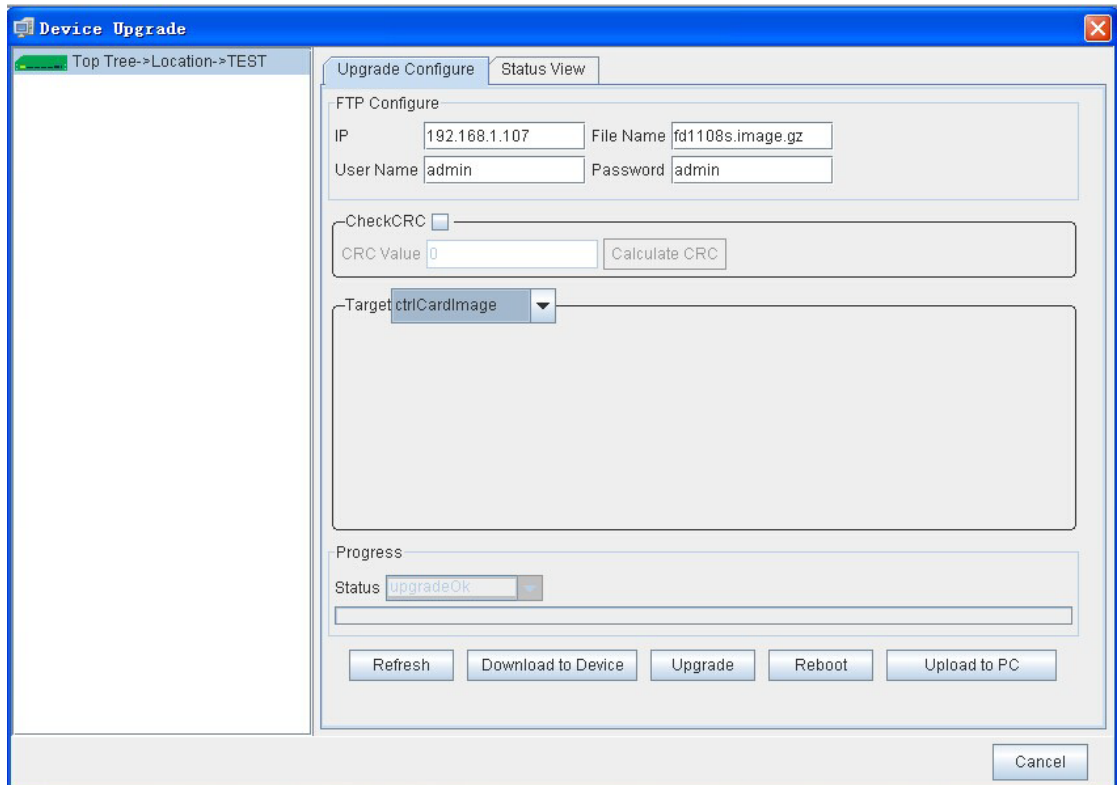 Device Upgrade
Top Tree->Location->TEST
Upgrade Configure Status View
FTP Configure
IP 192.168.1.107 File Name fd1108s.image.gz
User Name admin Password admin
CheckCRC
CRC Value 0 Calculate CRC
Target ctrlCardImage
Progress
Status upgradeOk
Refresh Download to Device Upgrade Reboot Upload to PC
Cancel